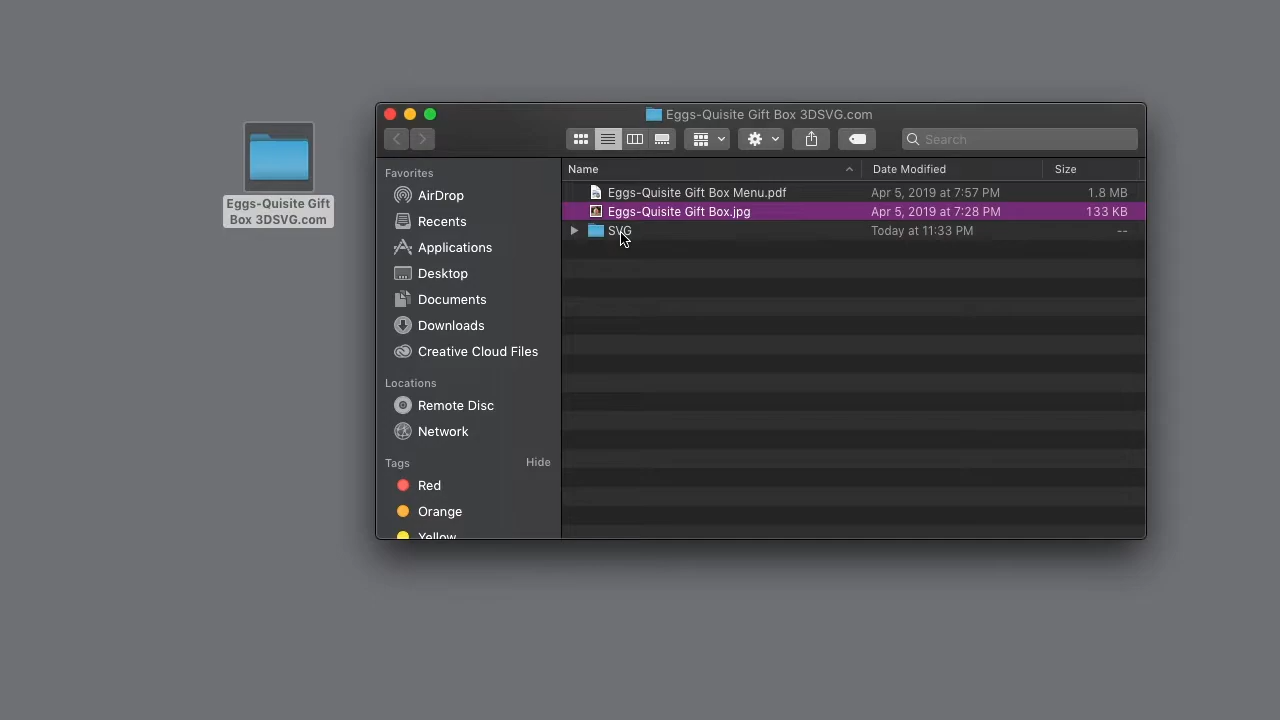 Eggs-Quisite Gift
Box 3DSVG.com
Eggs-Quisite Gift Box 3DSVG.com
Search
Favorites
AirDrop
Recents
Applications
Desktop
Documents
Downloads
Creative Cloud Files
Locations
Remote Disc
Network
Tags
Hide
Red
Orange
Yellow
Name Date Modified Size
Eggs-Quisite Gift Box Menu.pdf Apr 5, 2019 at 7:57 PM 1.8 MB
Eggs-Quisite Gift Box.jpg Apr 5, 2019 at 7:28 PM 133 KB
SVG Today at 11:33 PM --